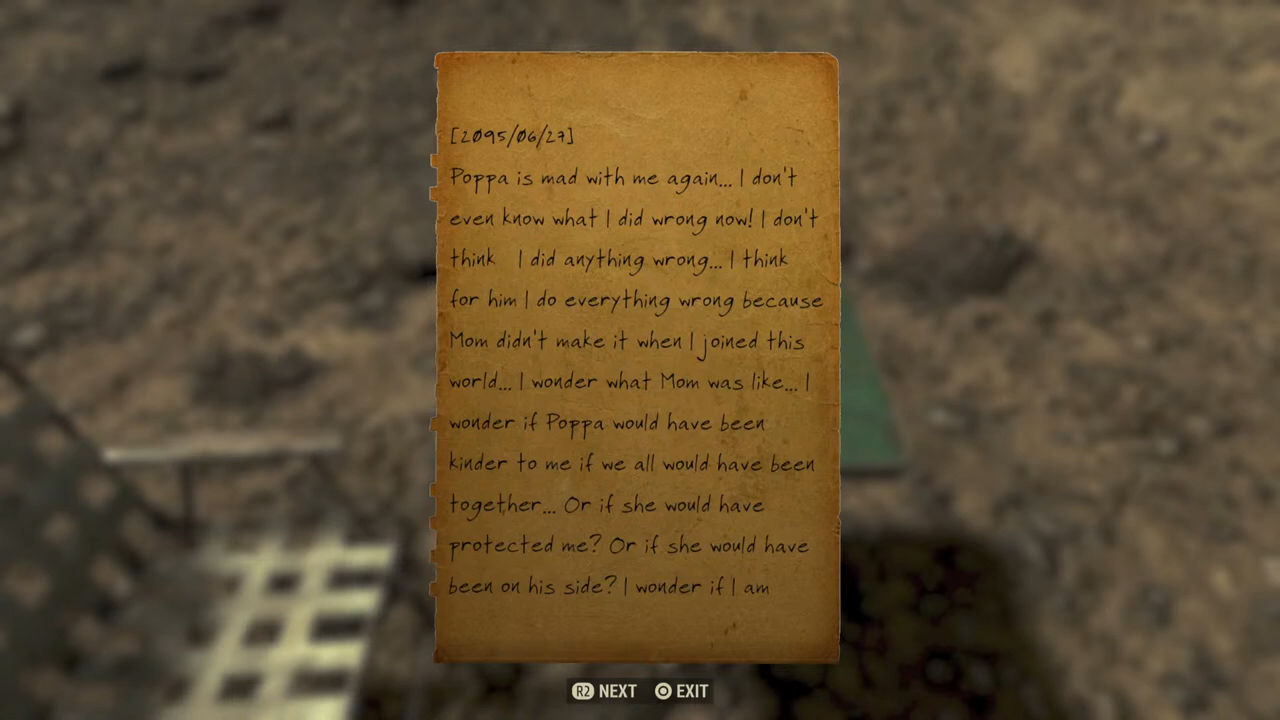 [2095/06/27]
Poppa is mad with me again... I don't
even know what I did wrong now! I don't
think I did anything wrong... I think
for him I do everything wrong because
Mom didn't make it when I joined this
world... I wonder what Mom was like... I
wonder if Poppa would have been
kinder to me if we all would have been
together... Or if she would have
protected me? Or if she would have
been on his side? I wonder if I am
R2 NEXT EXIT